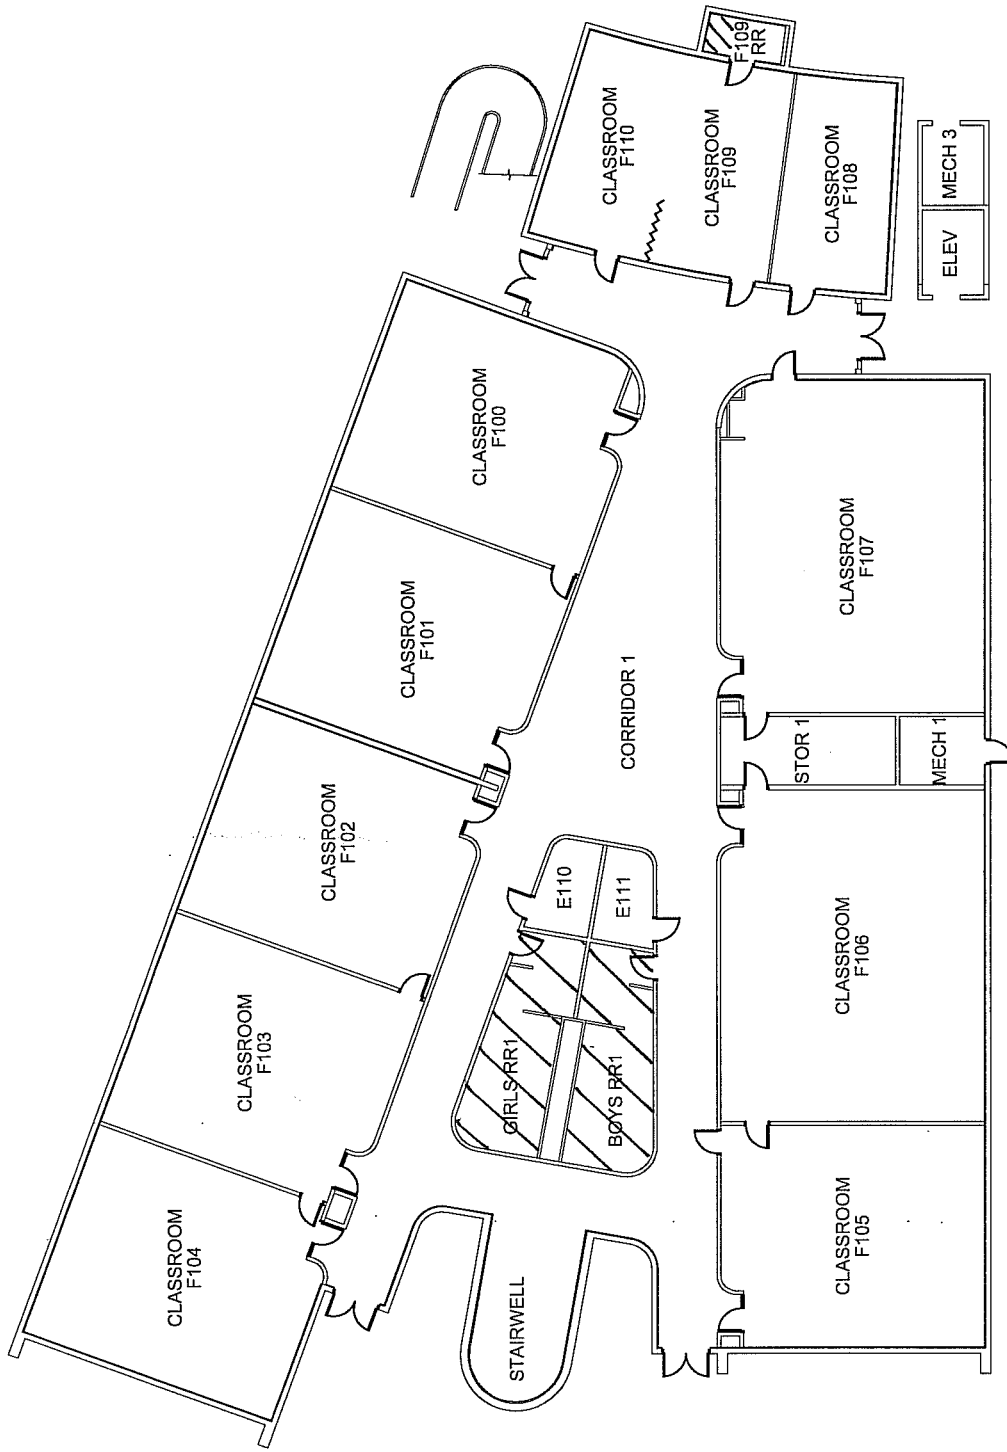 F109
RR
CLASSROOM
F110
CLASSROOM
F109
CLASSROOM
F108
MECH 3
ELEV
CLASSROOM
F100
CLASSROOM
F101
CLASSROOM
F102
CLASSROOM
F103
CLASSROOM
F104
CORRIDOR 1
CLASSROOM
F107
STOR 1
MECH 1
E110
E111
GIRLS RR1
BOYS RR1
CLASSROOM
F106
CLASSROOM
F105
STAIRWELL